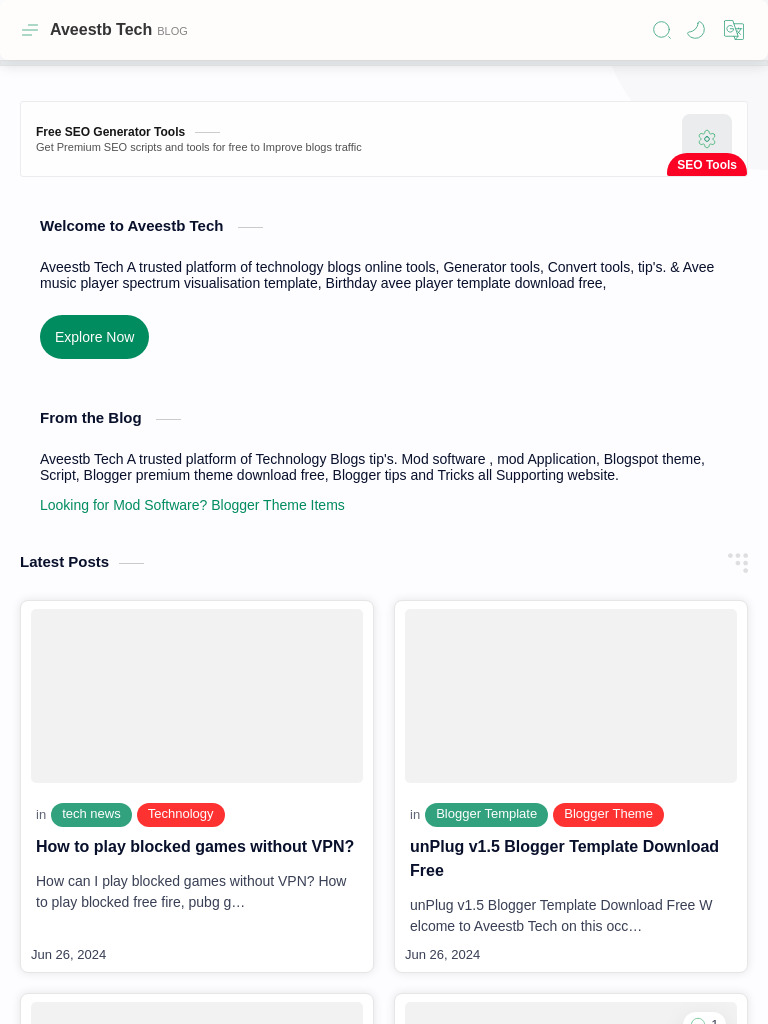 Aveestb Tech BLOG
Free SEO Generator Tools
Get Premium SEO scripts and tools for free to Improve blogs traffic
SEO Tools
Welcome to Aveestb Tech
Aveestb Tech A trusted platform of technology blogs online tools, Generator tools, Convert tools, tip's. & Avee
music player spectrum visualisation template, Birthday avee player template download free,
Explore Now
From the Blog
Aveestb Tech A trusted platform of Technology Blogs tip's. Mod software , mod Application, Blogspot theme,
Script, Blogger premium theme download free, Blogger tips and Tricks all Supporting website.
Looking for Mod Software? Blogger Theme Items
Latest Posts
in tech news Technology
How to play blocked games without VPN?
How can I play blocked games without VPN? How
to play blocked free fire, pubg g…
Jun 26, 2024
in Blogger Template Blogger Theme
unPlug v1.5 Blogger Template Download
Free
unPlug v1.5 Blogger Template Download Free W
elcome to Aveestb Tech on this occ…
Jun 26, 2024
1